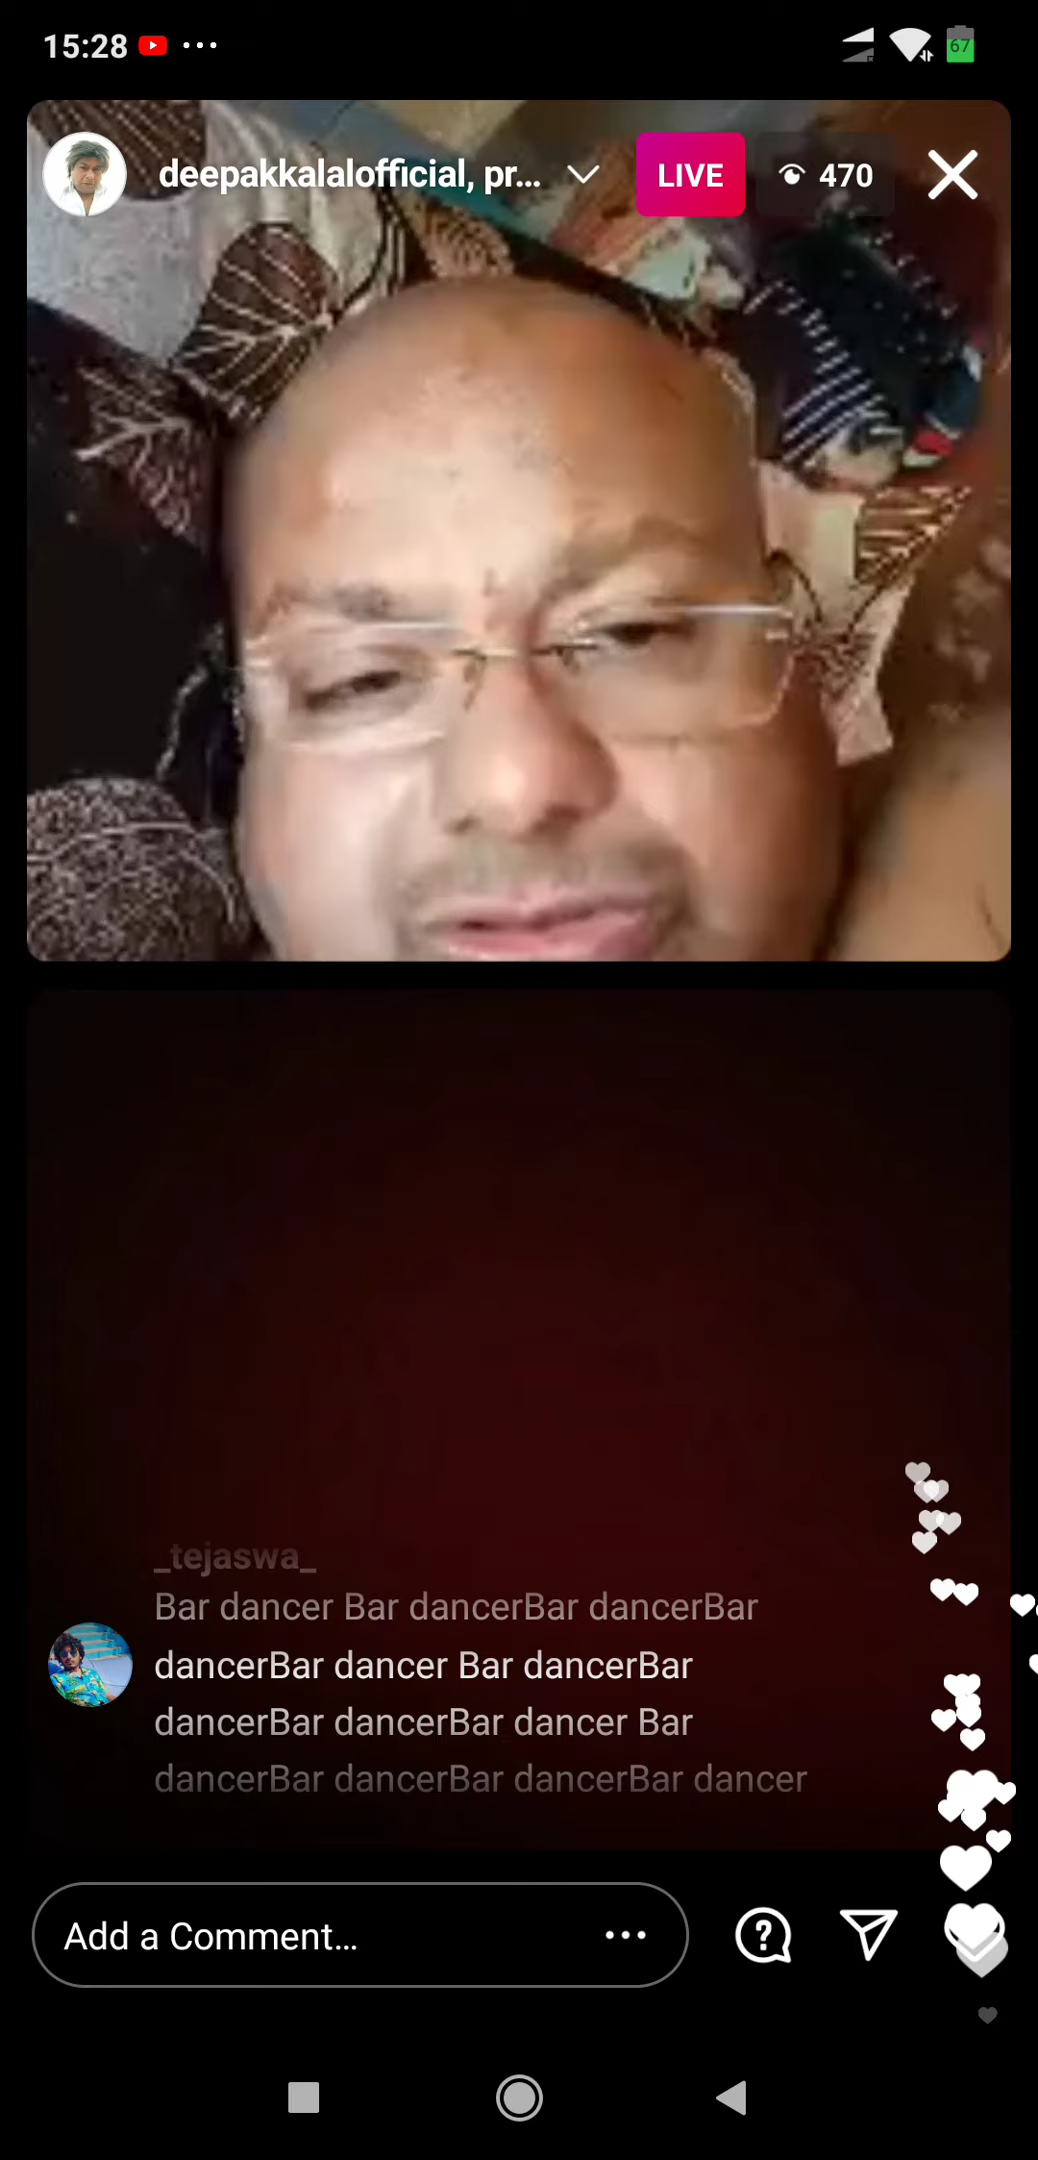 15:28
67
deepakkalalofficial, pr...
LIVE
470
_tejaswa_
Bar dancer Bar dancerBar dancerBar
dancerBar dancer Bar dancerBar
dancerBar dancerBar dancer Bar
dancerBar dancerBar dancerBar dancer
Add a Comment...